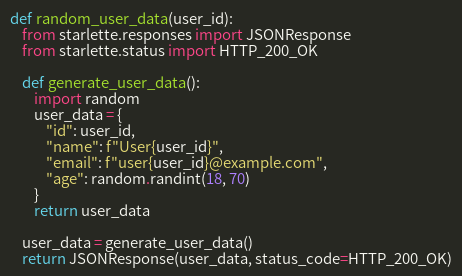 def random_user_data(user_id):
    from starlette.responses import JSONResponse
    from starlette.status import HTTP_200_OK

    def generate_user_data():
        import random
        user_data = {
            "id": user_id,
            "name": f"User{user_id}",
            "email": f"user{user_id}@example.com",
            "age": random.randint(18, 70)
        }
        return user_data

    user_data = generate_user_data()
    return JSONResponse(user_data, status_code=HTTP_200_OK)